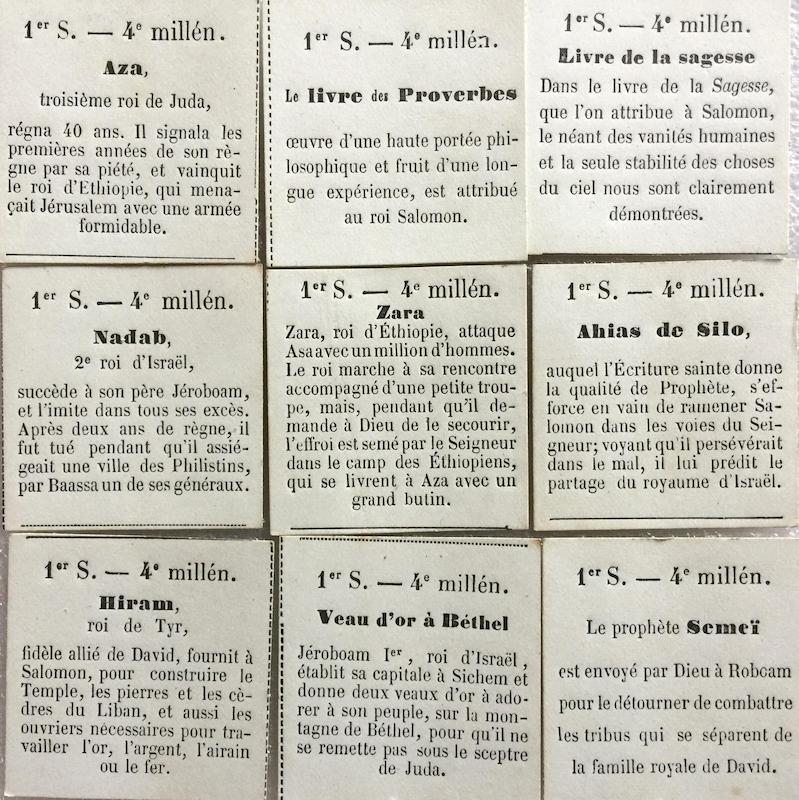 1er S. — 4e millén.
Aza,
troisième roi de Juda,
régna 40 ans. Il signala les
premières années de son rè-
gne par sa piété, et vainquit
le roi d'Ethiopie, qui mena-
çait Jérusalem avec une armée
formidable.
1er S. — 4e millén.
Le livre des Proverbes
œuvre d'une haute portée phi-
losophique et fruit d'une lon-
gue expérience, est attribué
au roi Salomon.
1er S. — 4e millén.
Livre de la sagesse
Dans le livre de la Sagesse,
que l'on attribue à Salomon,
le néant des vanités humaines
et la seule stabilité des choses
du ciel nous sont clairement
démontrées.
1er S. — 4e millén.
Nadab,
2e roi d'Israël,
succède à son père Jéroboam,
et l'imite dans tous ses excés.
Après deux ans de règne, il
fut tué pendant qu'il assié-
geait une ville des Philistins,
par Baassa un de ses généraux.
1er S. — 4e millén.
Zara
Zara, roi d'Éthiopie, attaque
Asa avec un million d'hommes.
Le roi marche à sa rencontre
accompagné d'une petite trou-
pe, mais, pendant qu'il de-
mande à Dieu de le secourir,
l'effroi est semé par le Seigneur
dans le camp des Éthiopiens,
qui se livrent à Aza avec un
grand butin.
1er S. — 4e millén.
Ahias de Silo,
auquel l'Écriture sainte donne
la qualité de Prophète, s'ef-
force en vain de ramener Sa-
lomon dans les voies du Sei-
gneur; voyant qu'il persévérait
dans le mal, il lui prédit le
partage du royaume d'Israël.
1er S. — 4e millén.
Hiram,
roi de Tyr,
fidèle allié de David, fournit à
Salomon, pour construire le
Temple, les pierres et les cè-
dres du Liban, et aussi les
ouvriers nécessaires pour tra-
vailler l'or, l'argent, l'airain
ou le fer.
1er S. — 4e millén.
Veau d'or à Béthel
Jéroboam Ier, roi d'Israël,
établit sa capitale à Sichem et
donne deux veaux d'or à ado-
rer à son peuple, sur la mon-
tagne de Béthel, pour qu'il ne
se remette pas sous le sceptre
de Juda.
1er S. — 4e millén.
Le prophète Semeï
est envoyé par Dieu à Roboam
pour le détourner de combattre
les tribus qui se séparent de
la famille royale de David.